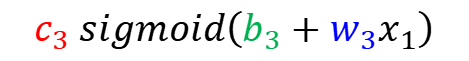 c₃ sigmoid(b₃ + w₃x₁)